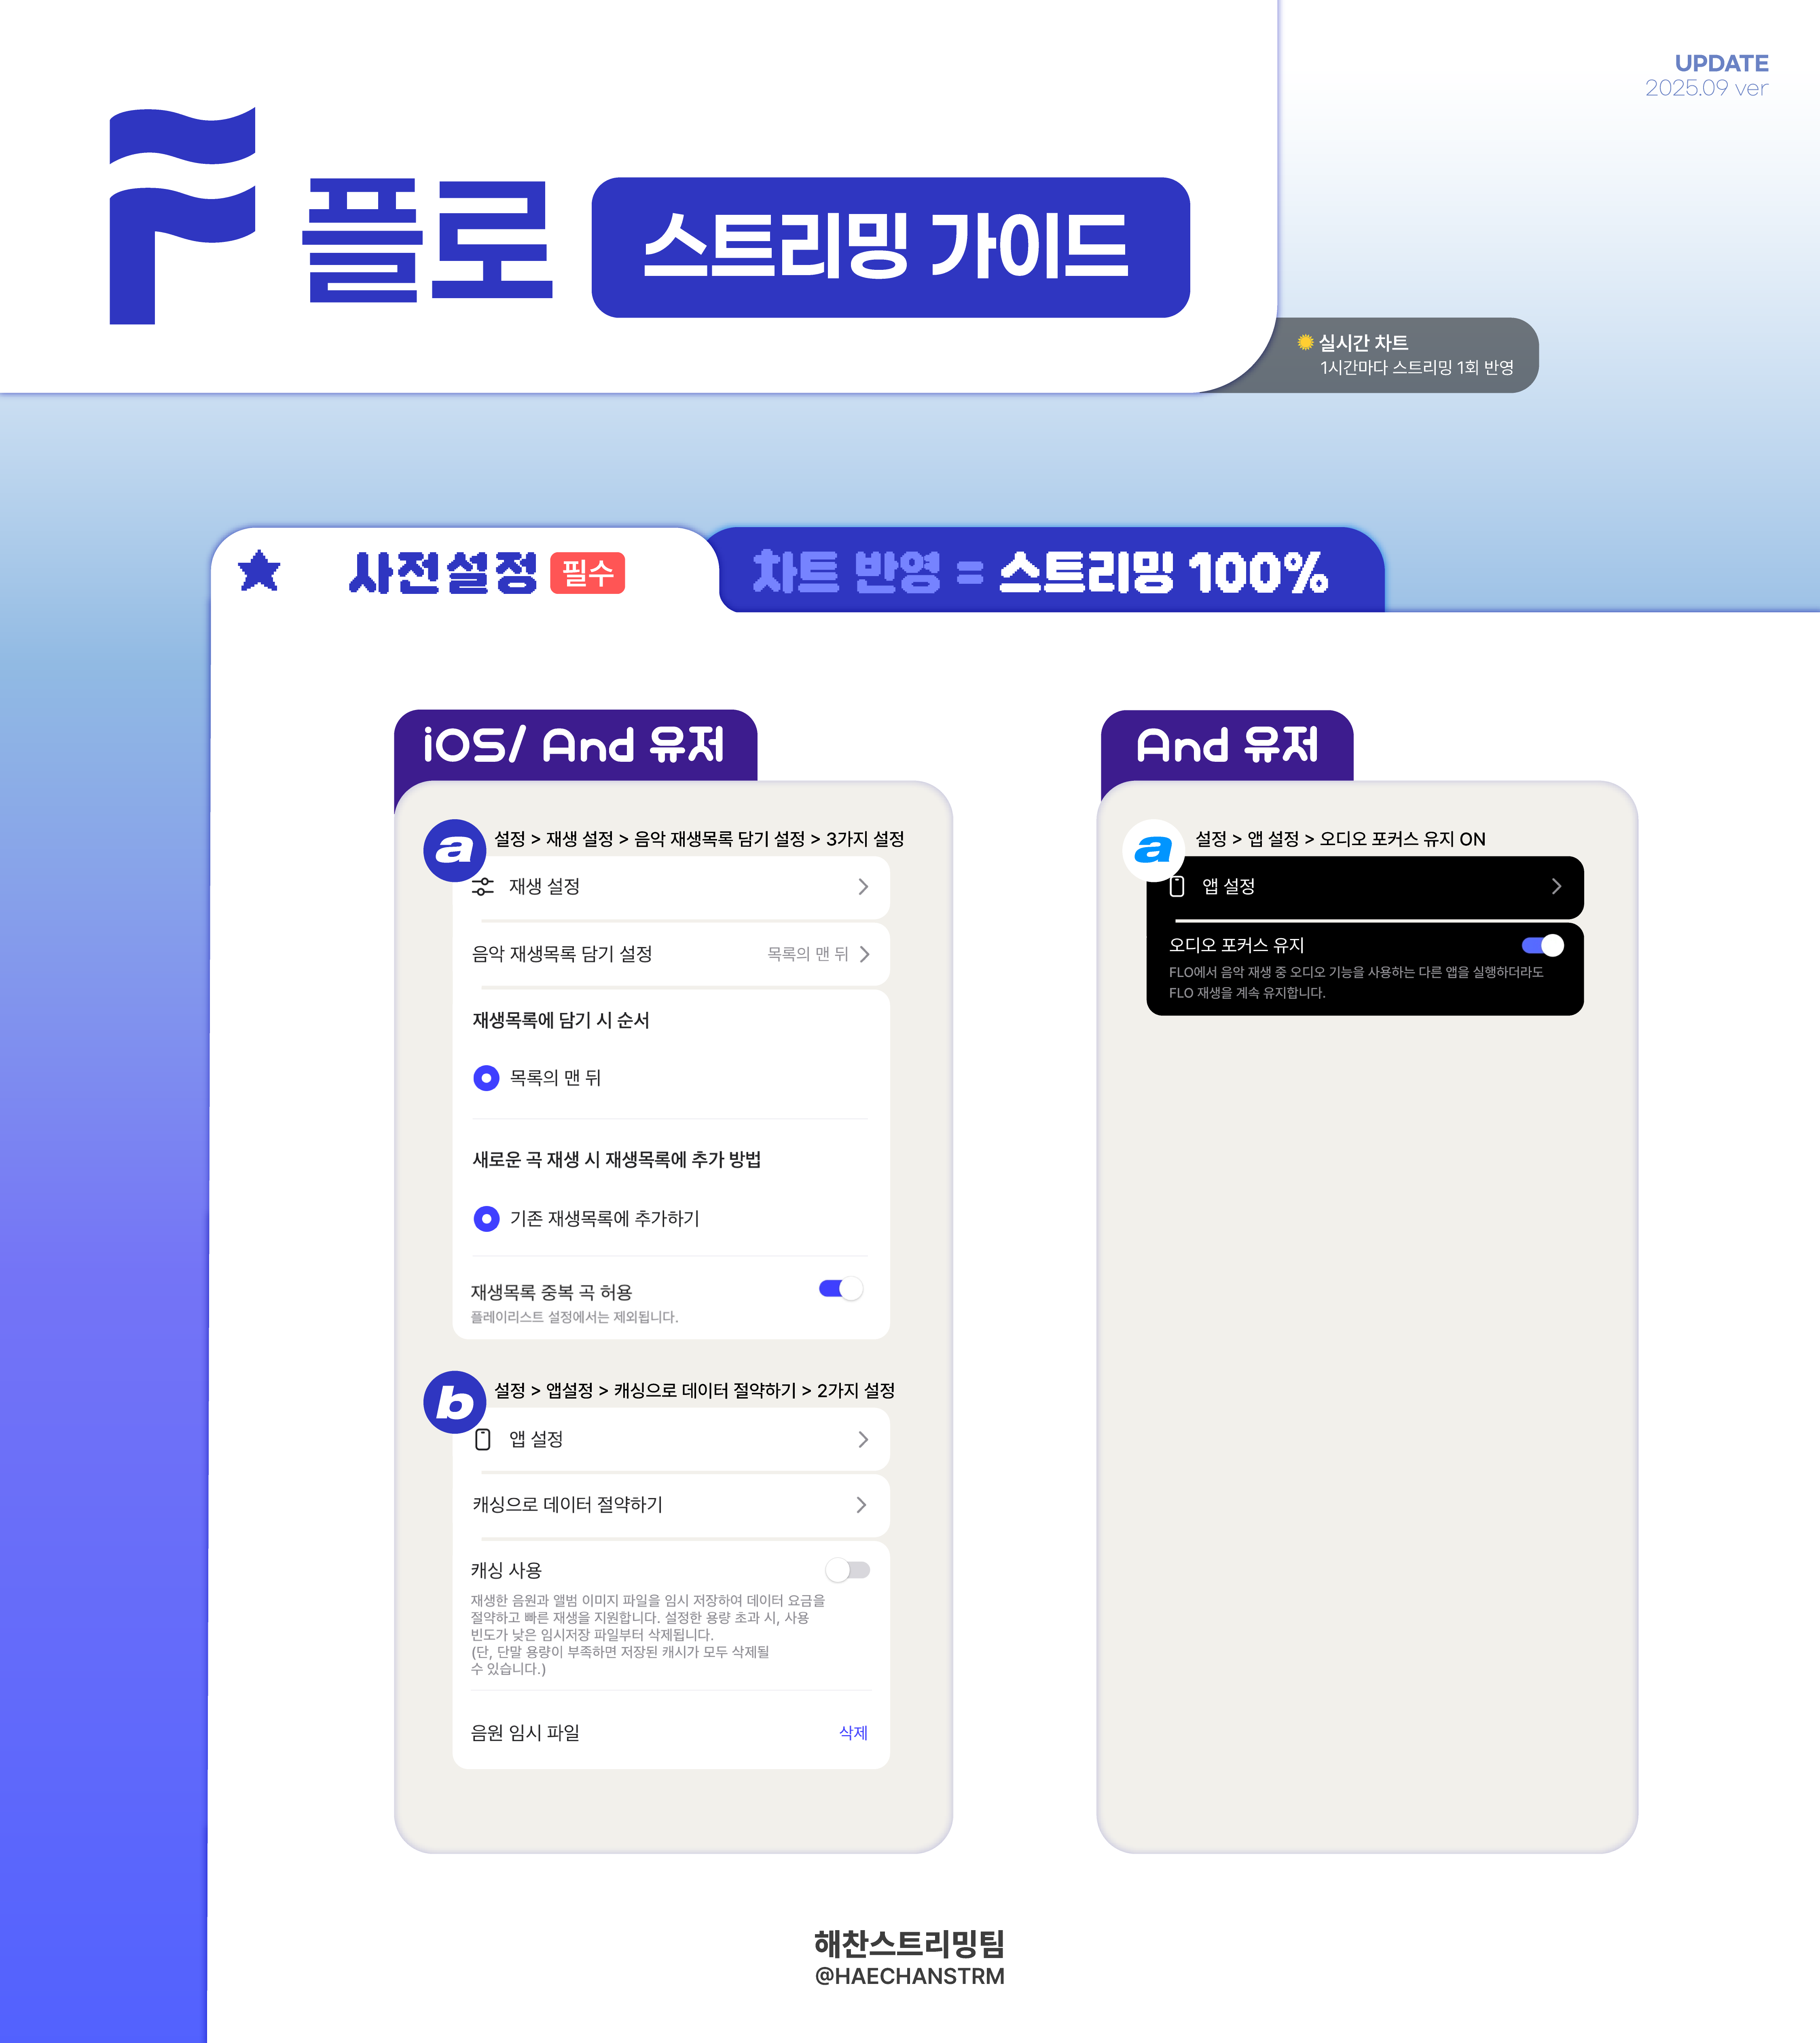 UPDATE
2025.09 ver
플로 스트리밍 가이드
실시간 차트
1시간마다 스트리밍 1회 반영
사전설정 필수
차트 반영 = 스트리밍 100%
iOS/ And 유저
a 설정 > 재생 설정 > 음악 재생목록 담기 설정 > 3가지 설정
재생 설정
음악 재생목록 담기 설정 목록의 맨 뒤
재생목록에 담기 시 순서
목록의 맨 뒤
새로운 곡 재생 시 재생목록에 추가 방법
기존 재생목록에 추가하기
재생목록 중복 곡 허용
플레이리스트 설정에서는 제외됩니다.
b 설정 > 앱설정 > 캐싱으로 데이터 절약하기 > 2가지 설정
앱 설정
캐싱으로 데이터 절약하기
캐싱 사용
재생한 음원과 앨범 이미지 파일을 임시 저장하여 데이터 요금을
절약하고 빠른 재생을 지원합니다. 설정한 용량 초과 시, 사용
빈도가 낮은 임시저장 파일부터 삭제됩니다.
(단, 단말 용량이 부족하면 저장된 캐시가 모두 삭제될
수 있습니다.)
음원 임시 파일 삭제
And 유저
a 설정 > 앱 설정 > 오디오 포커스 유지 ON
앱 설정
오디오 포커스 유지
FLO에서 음악 재생 중 오디오 기능을 사용하는 다른 앱을 실행하더라도
FLO 재생을 계속 유지합니다.
해찬스트리밍팀
@HAECHANSTRM